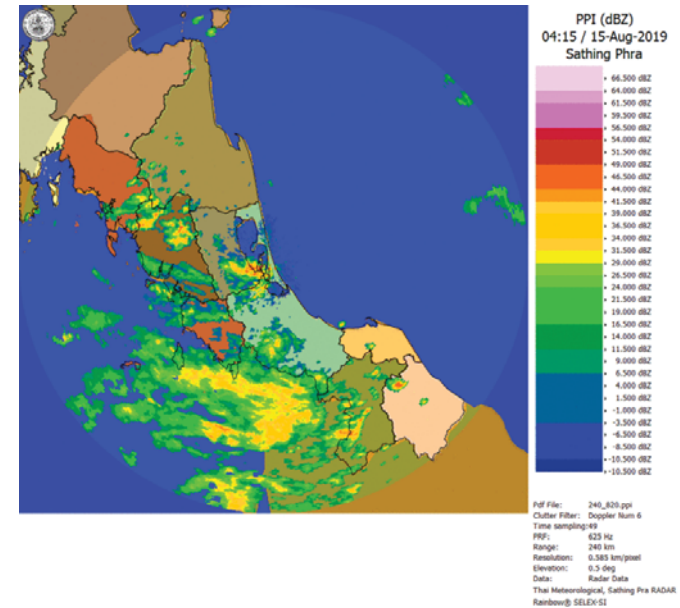 PPI (dBZ)
04:15 / 15-Aug-2019
Sathing Phra
66.500 dBZ
64.000 dBZ
61.500 dBZ
59.500 dBZ
56.500 dBZ
54.000 dBZ
51.500 dBZ
49.000 dBZ
46.500 dBZ
44.000 dBZ
41.500 dBZ
39.000 dBZ
36.500 dBZ
34.000 dBZ
31.500 dBZ
29.000 dBZ
26.500 dBZ
24.000 dBZ
21.500 dBZ
19.000 dBZ
16.500 dBZ
14.000 dBZ
11.500 dBZ
9.000 dBZ
6.500 dBZ
4.000 dBZ
1.500 dBZ
-1.000 dBZ
-3.500 dBZ
-6.500 dBZ
-8.500 dBZ
-10.500 dBZ
-10.500 dBZ
Pdf File: 240_820.ppi
Clutter Filter: Doppler Num 6
Time sampling:49
PRF: 625 Hz
Range: 240 km
Resolution: 0.585 km/pixel
Elevation: 0.5 deg
Data: Radar Data
Thai Meteorological, Sathing Pra RADAR
Rainbow® SELEX-SI